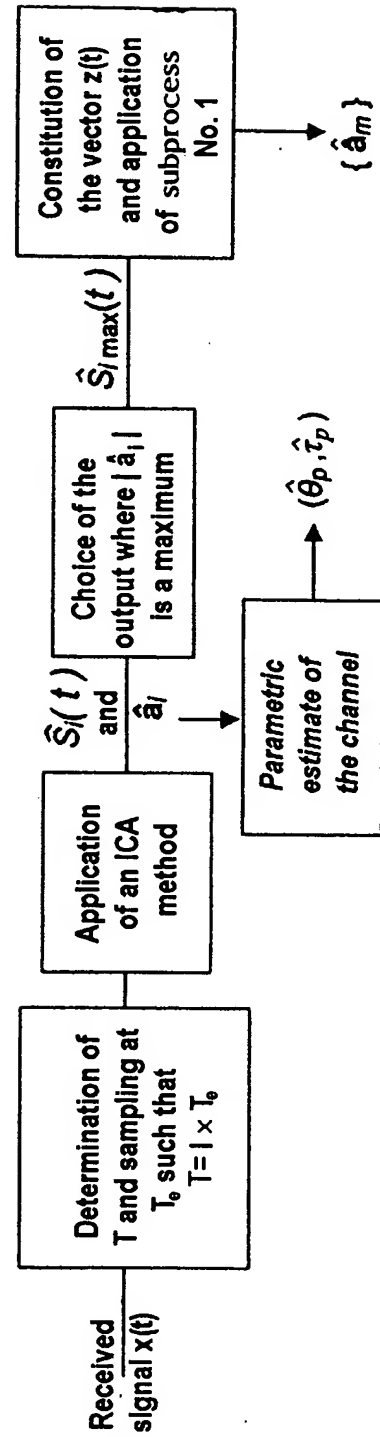 Received
signal x(t)
Determination of
T and sampling at
Tₑ such that
T= I × Tₑ
Application
of an ICA
method
Ŝᵢ(t)
and
âᵢ
Choice of the
output where |âᵢ|
is a maximum
Ŝᵢ max(t)
Constitution of
the vector z(t)
and application
of subprocess
No. 1
{âₘ}
Parametric
estimate of
the channel
(θ̂ₚ,τ̂ₚ)